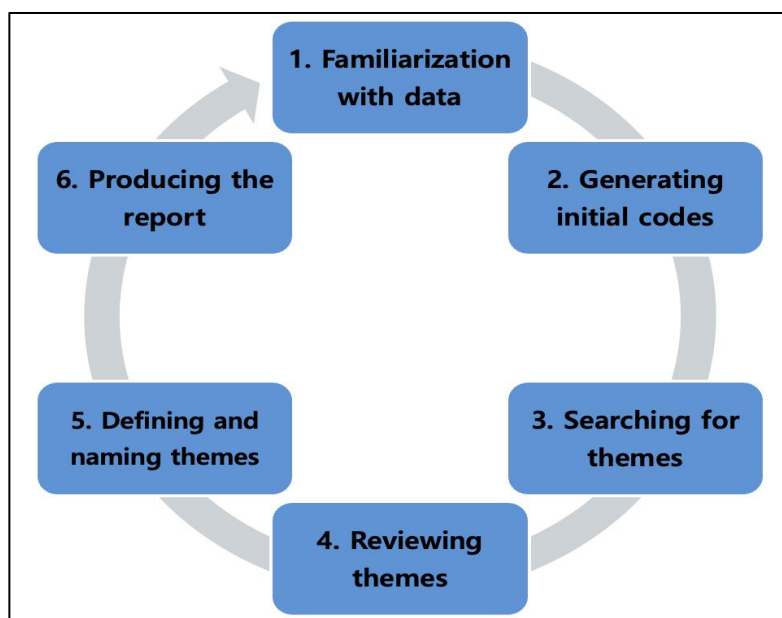 1. Familiarization
with data
2. Generating
initial codes
3. Searching for
themes
4. Reviewing
themes
5. Defining and
naming themes
6. Producing the
report